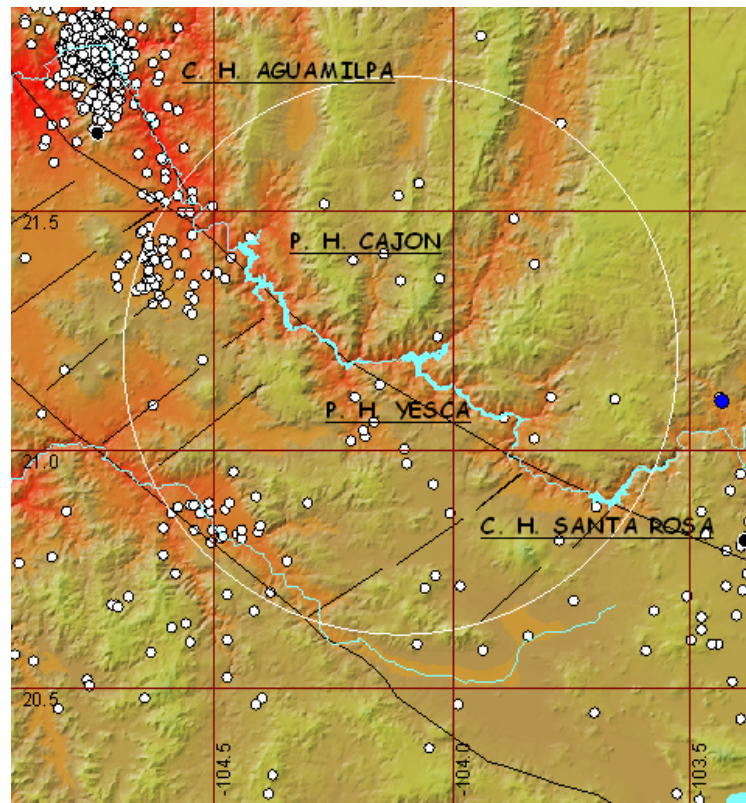 C. H. AGUAMILPA
21.5
P. H. CAJON
P. H. YESCA
21.0
C. H. SANTA ROSA
20.5
-104.5
-104.0
-103.5